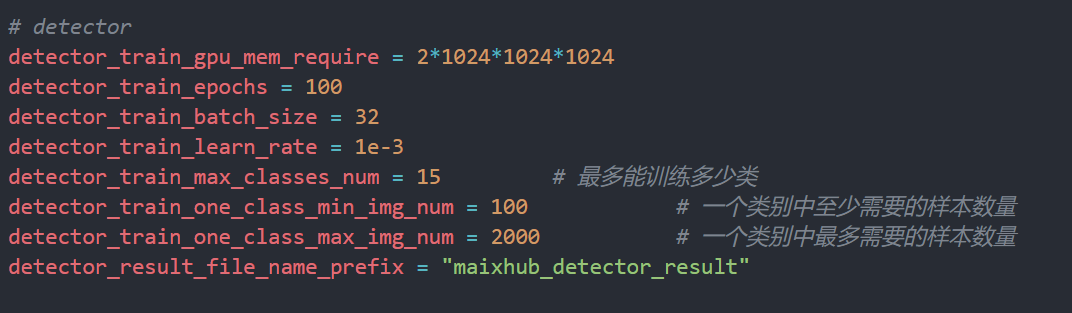 # detector
detector_train_gpu_mem_require = 2*1024*1024*1024
detector_train_epochs = 100
detector_train_batch_size = 32
detector_train_learn_rate = 1e-3
detector_train_max_classes_num = 15 # 最多能训练多少类
detector_train_one_class_min_img_num = 100 # 一个类别中至少需要的样本数量
detector_train_one_class_max_img_num = 2000 # 一个类别中最多需要的样本数量
detector_result_file_name_prefix = "maixhub_detector_result"